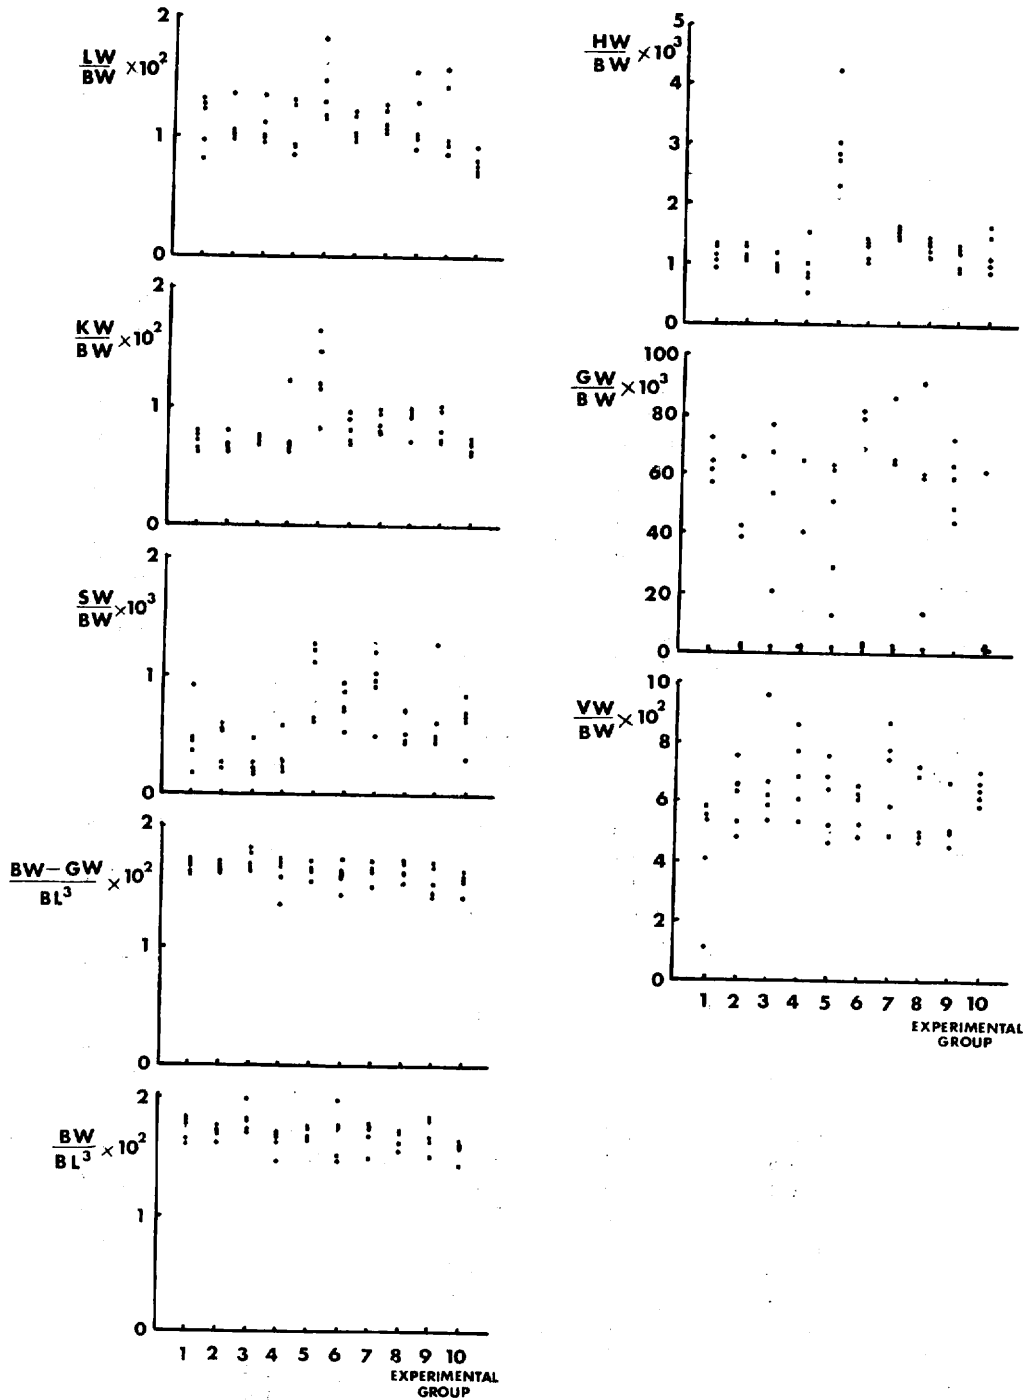 LW
BW ×10²
2
1
0
KW
BW ×10²
2
1
0
SW
BW ×10³
2
1
0
BW−GW
BL³ ×10²
2
1
0
BW
BL³ ×10²
2
1
0
1 2 3 4 5 6 7 8 9 10
EXPERIMENTAL
GROUP
HW
BW ×10³
5
4
3
2
1
0
GW
BW ×10³
100
80
60
40
20
0
VW
BW ×10²
10
8
6
4
2
0
1 2 3 4 5 6 7 8 9 10
EXPERIMENTAL
GROUP